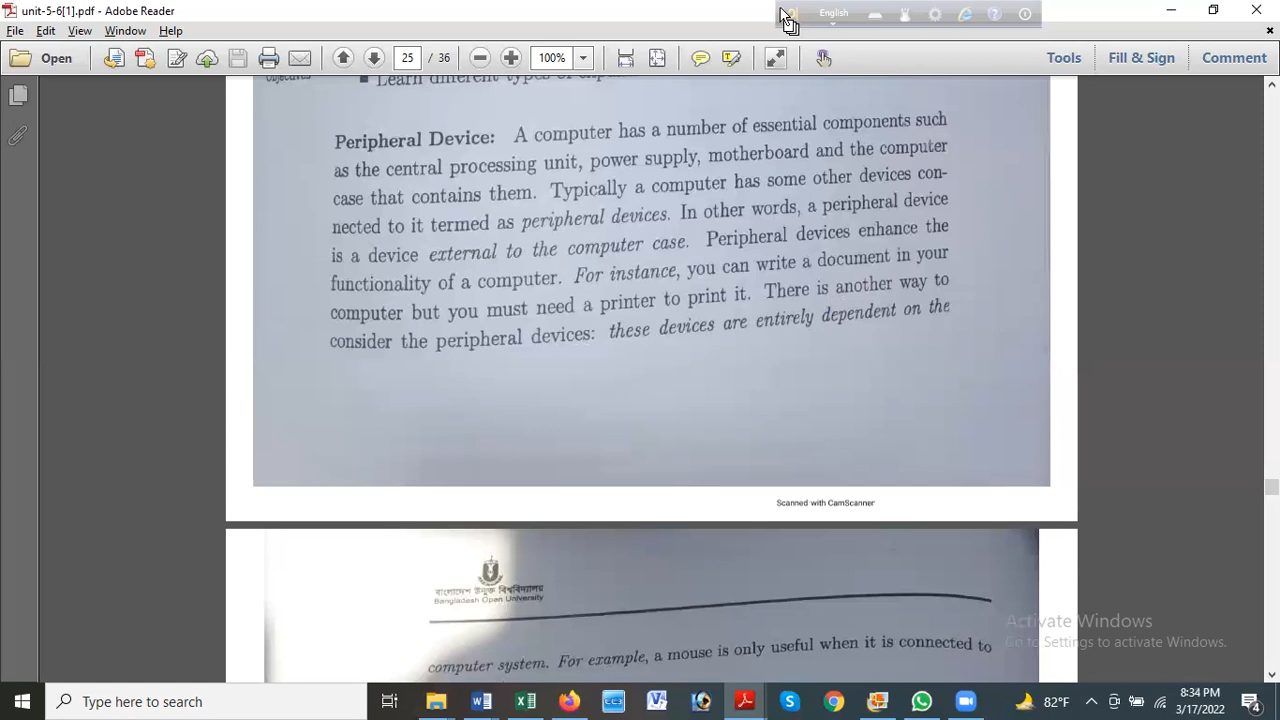 unit-5-6[1].pdf - Adobe Reader
English
File Edit View Window Help
Open 25 / 36 100% Tools Fill & Sign Comment
Learn different types of
Peripheral Device: A computer has a number of essential components such
as the central processing unit, power supply, motherboard and the computer
case that contains them. Typically a computer has some other devices con-
nected to it termed as peripheral devices. In other words, a peripheral device
is a device external to the computer case. Peripheral devices enhance the
functionality of a computer. For instance, you can write a document in your
computer but you must need a printer to print it. There is another way to
consider the peripheral devices: these devices are entirely dependent on the
Scanned with CamScanner
বাংলাদেশ উন্মুক্ত বিশ্ববিদ্যালয়
Bangladesh Open University
computer system. For example, a mouse is only useful when it is connected to
Activate Windows
Go to Settings to activate Windows.
Type here to search
82°F
8:34 PM
3/17/2022
4